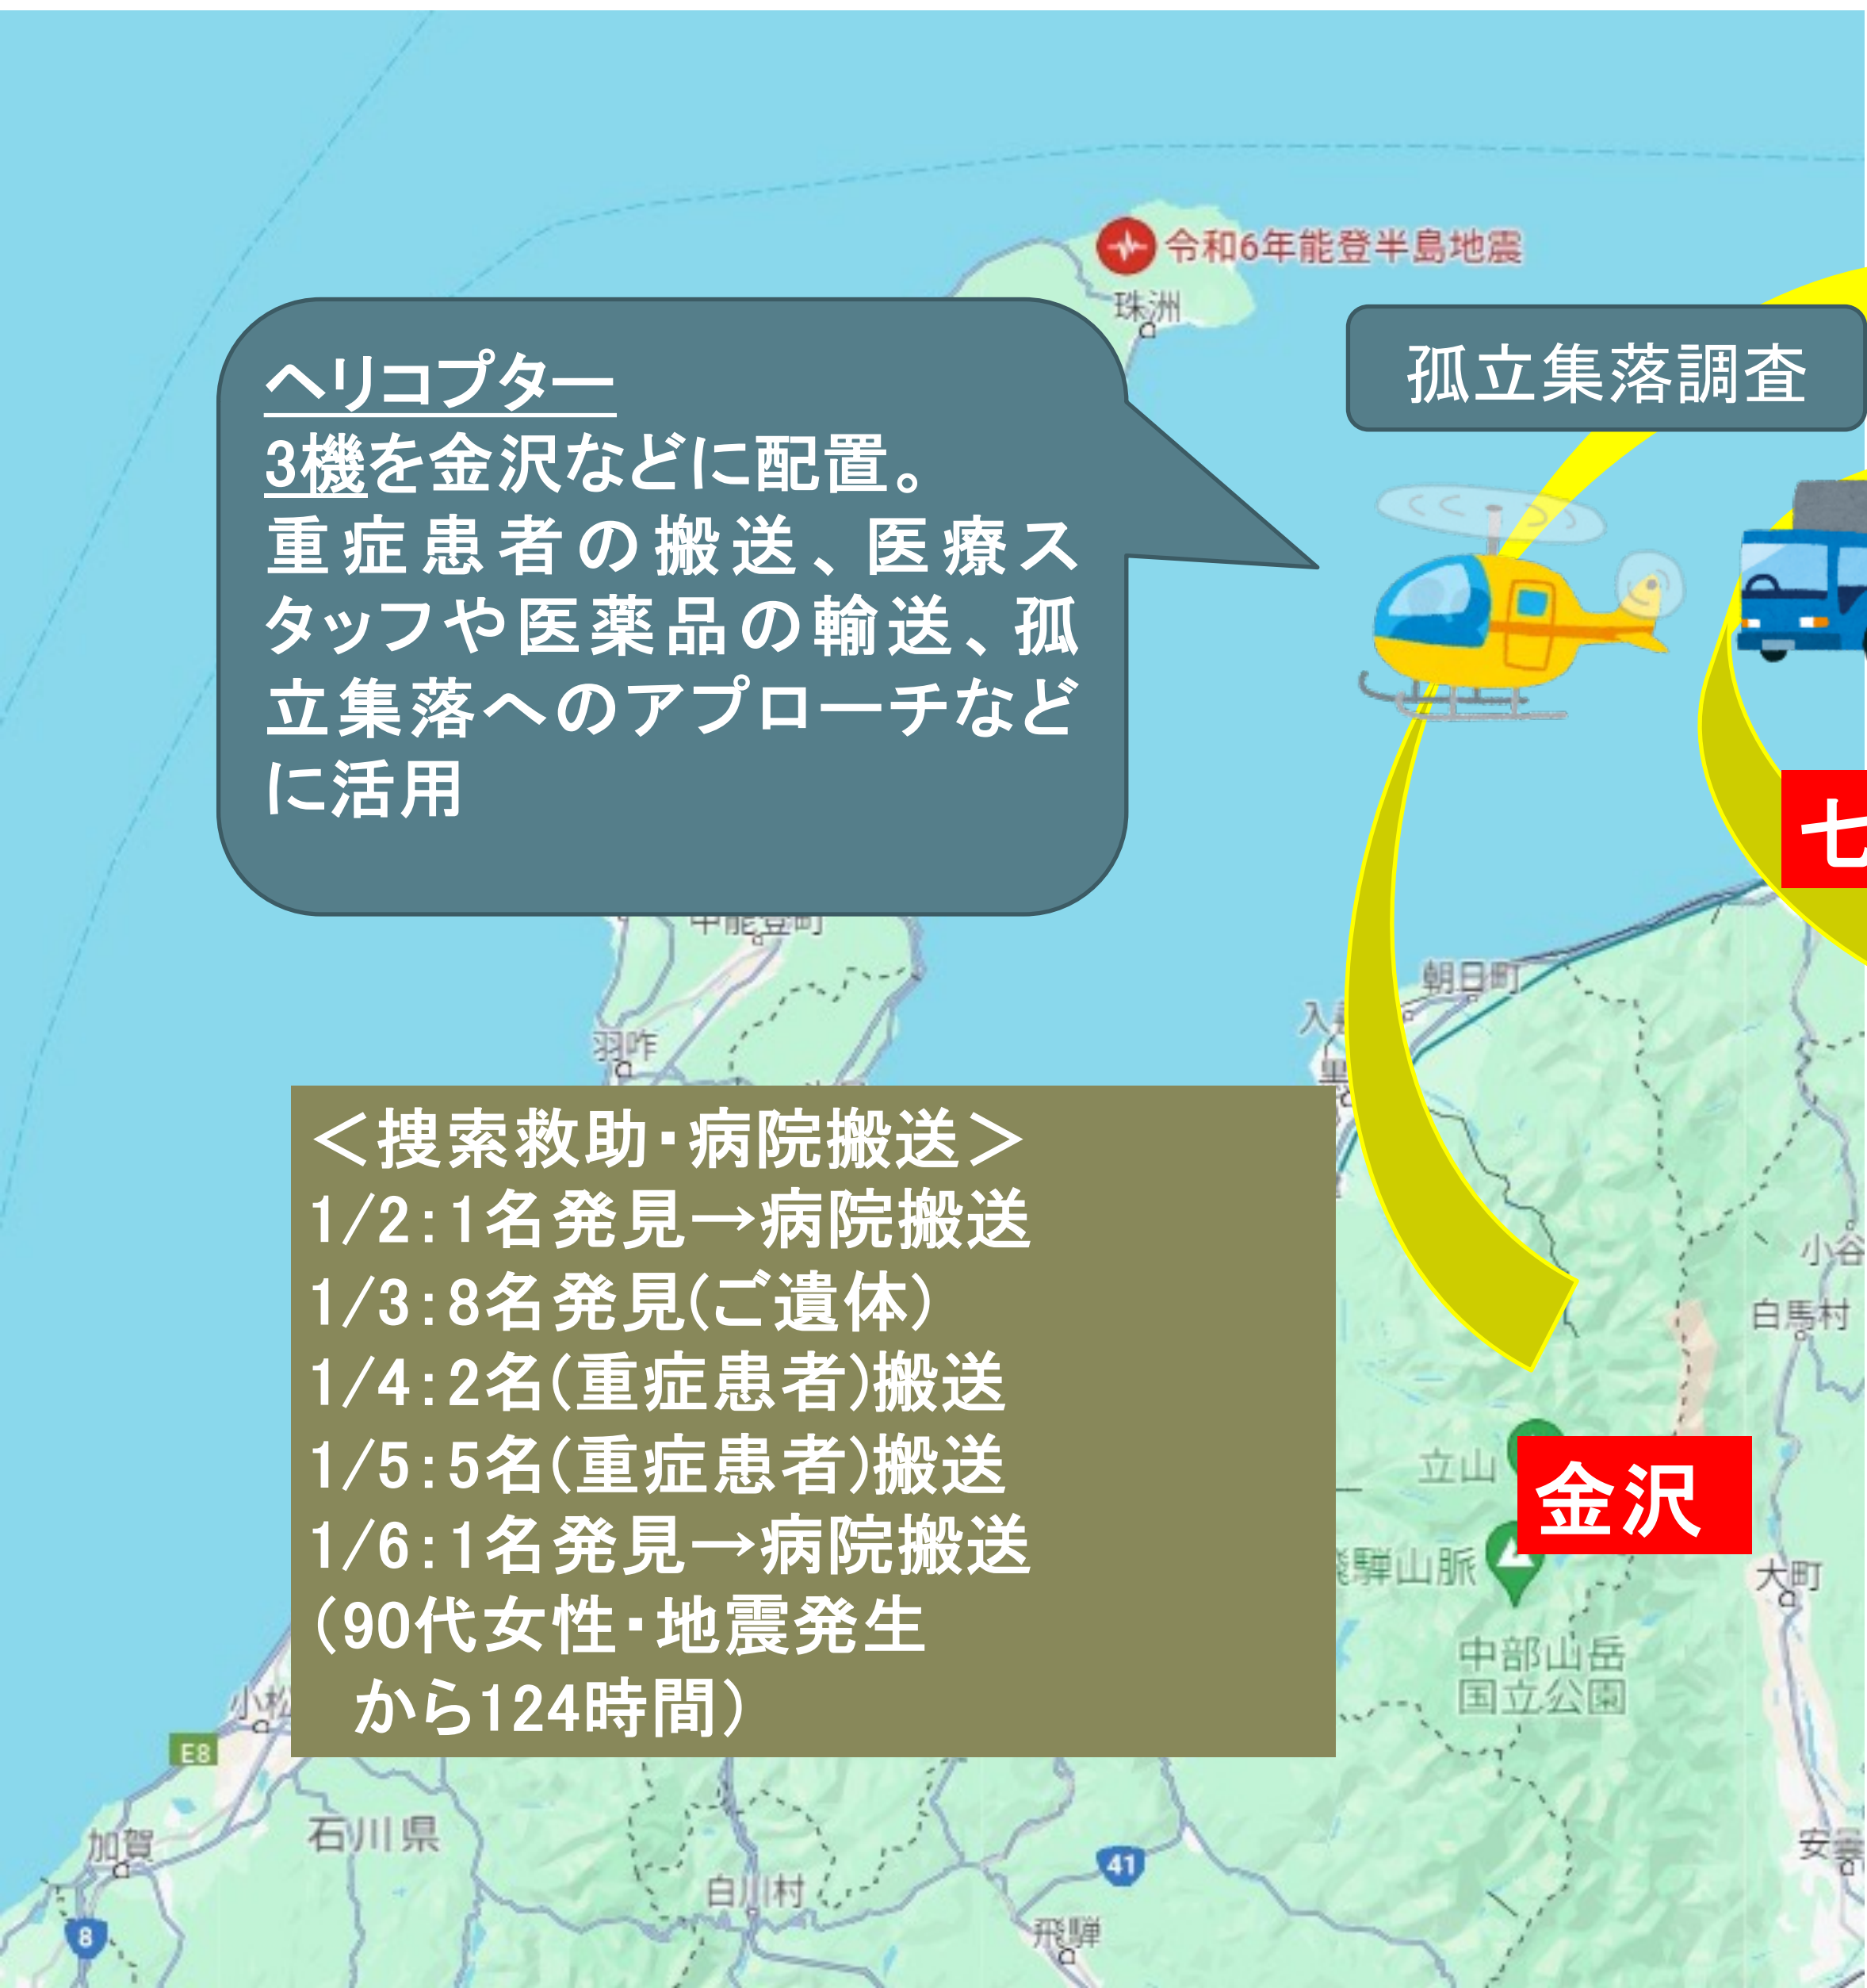 令和6年能登半島地震
珠洲
孤立集落調査
ヘリコプター
3機を金沢などに配置。
重症患者の搬送、医療ス
タッフや医薬品の輸送、孤
立集落へのアプローチなど
に活用
七
中能登町
朝日町
入
羽咋
黒
＜捜索救助・病院搬送＞
1/2：1名発見→病院搬送
1/3：8名発見(ご遺体)
1/4：2名(重症患者)搬送
1/5：5名(重症患者)搬送
1/6：1名発見→病院搬送
（90代女性・地震発生
から124時間）
小谷
白馬村
立山
金沢
飛騨山脈
大町
中部山岳
国立公園
小松
E8
加賀
石川県
41
安曇
白川村
飛騨
8